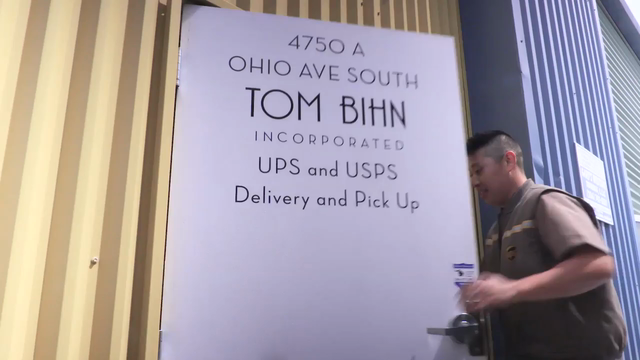 4750 A
OHIO AVE SOUTH
TOM BIHN
INCORPORATED
UPS and USPS
Delivery and Pick Up